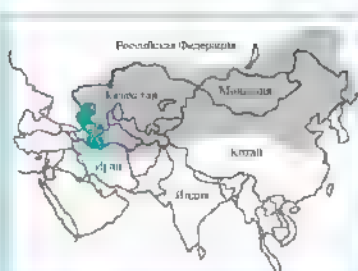 Российская Федерация
Казахстан
Монголия
Китай
Иран
Индия